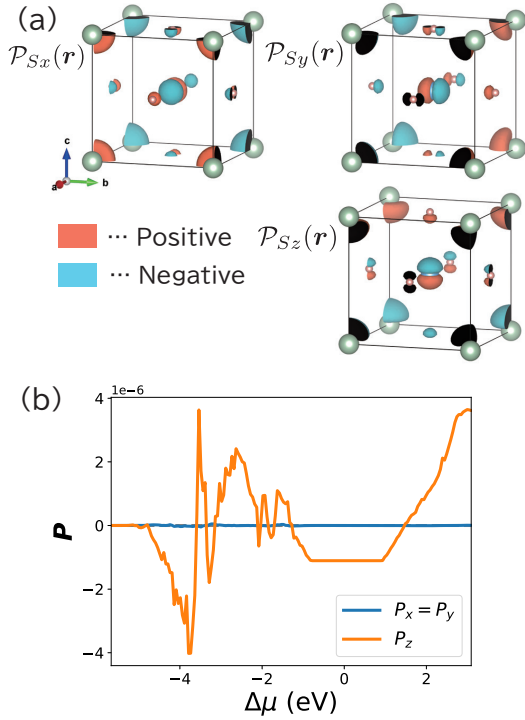 (a)
𝒫Sx(r)
𝒫Sy(r)
c
a
b
𝒫Sz(r)
··· Positive
··· Negative
(b)
1e−6
4
2
0
−2
−4
P
Px = Py
Pz
−4
−2
0
2
Δμ (eV)